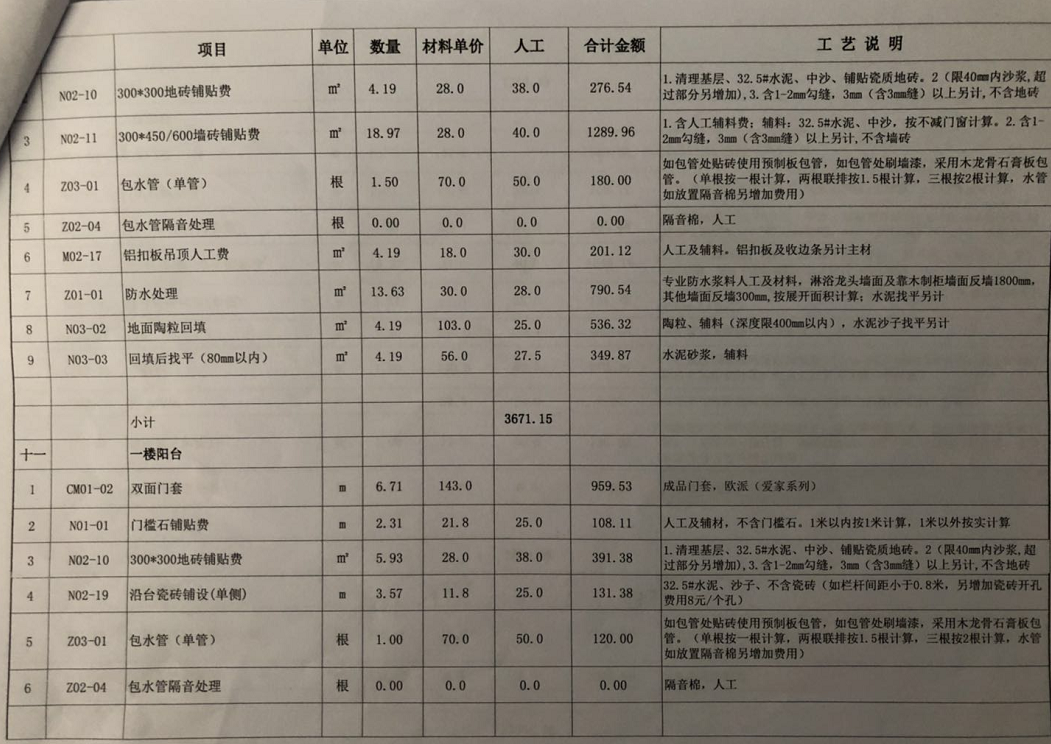 项目 单位 数量 材料单价 人工 合计金额 工艺说明
N02-10 300*300地砖铺贴费 ㎡ 4.19 28.0 38.0 276.54 1.清理基层、32.5#水泥、中沙、铺贴瓷质地砖。2（限40mm内沙浆,超
过部分另增加),3.含1-2mm勾缝，3mm（含3mm缝）以上另计,不含地砖
3 N02-11 300*450/600墙砖铺贴费 ㎡ 18.97 28.0 40.0 1289.96 1.含人工辅料费；辅料：32.5#水泥、中沙，按不减门窗计算。2.含1-
2mm勾缝，3mm（含3mm缝）以上另计,不含墙砖
4 Z03-01 包水管（单管） 根 1.50 70.0 50.0 180.00 如包管处贴砖使用预制板包管，如包管处刷墙漆，采用木龙骨石膏板包
管。（单根按一根计算，两根联排按1.5根计算，三根按2根计算，水管
如放置隔音棉另增加费用）
5 Z02-04 包水管隔音处理 根 0.00 0.0 0.0 0.00 隔音棉，人工
6 M02-17 铝扣板吊顶人工费 ㎡ 4.19 18.0 30.0 201.12 人工及辅料。铝扣板及收边条另计主材
7 Z01-01 防水处理 ㎡ 13.63 30.0 28.0 790.54 专业防水浆料人工及材料，淋浴龙头墙面及靠木制柜墙面反墙1800mm，
其他墙面反墙300mm,按展开面积计算；水泥找平另计
8 N03-02 地面陶粒回填 ㎡ 4.19 103.0 25.0 536.32 陶粒、辅料（深度限400mm以内），水泥沙子找平另计
9 N03-03 回填后找平（80mm以内） ㎡ 4.19 56.0 27.5 349.87 水泥砂浆，辅料
小计 3671.15
十一 一楼阳台
1 CM01-02 双面门套 m 6.71 143.0 959.53 成品门套，欧派（爱家系列）
2 N01-01 门槛石铺贴费 m 2.31 21.8 25.0 108.11 人工及辅材，不含门槛石。1米以内按1米计算，1米以外按实计算
3 N02-10 300*300地砖铺贴费 ㎡ 5.93 28.0 38.0 391.38 1.清理基层、32.5#水泥、中沙、铺贴瓷质地砖。2（限40mm内沙浆,超
过部分另增加),3.含1-2mm勾缝，3mm（含3mm缝）以上另计,不含地砖
4 N02-19 沿台瓷砖铺设(单侧) m 3.57 11.8 25.0 131.38 32.5#水泥、沙子、不含瓷砖（如栏杆间距小于0.8米，另增加瓷砖开孔
费用8元/个孔）
5 Z03-01 包水管（单管） 根 1.00 70.0 50.0 120.00 如包管处贴砖使用预制板包管，如包管处刷墙漆，采用木龙骨石膏板包
管。（单根按一根计算，两根联排按1.5根计算，三根按2根计算，水管
如放置隔音棉另增加费用）
6 Z02-04 包水管隔音处理 根 0.00 0.0 0.0 0.00 隔音棉，人工